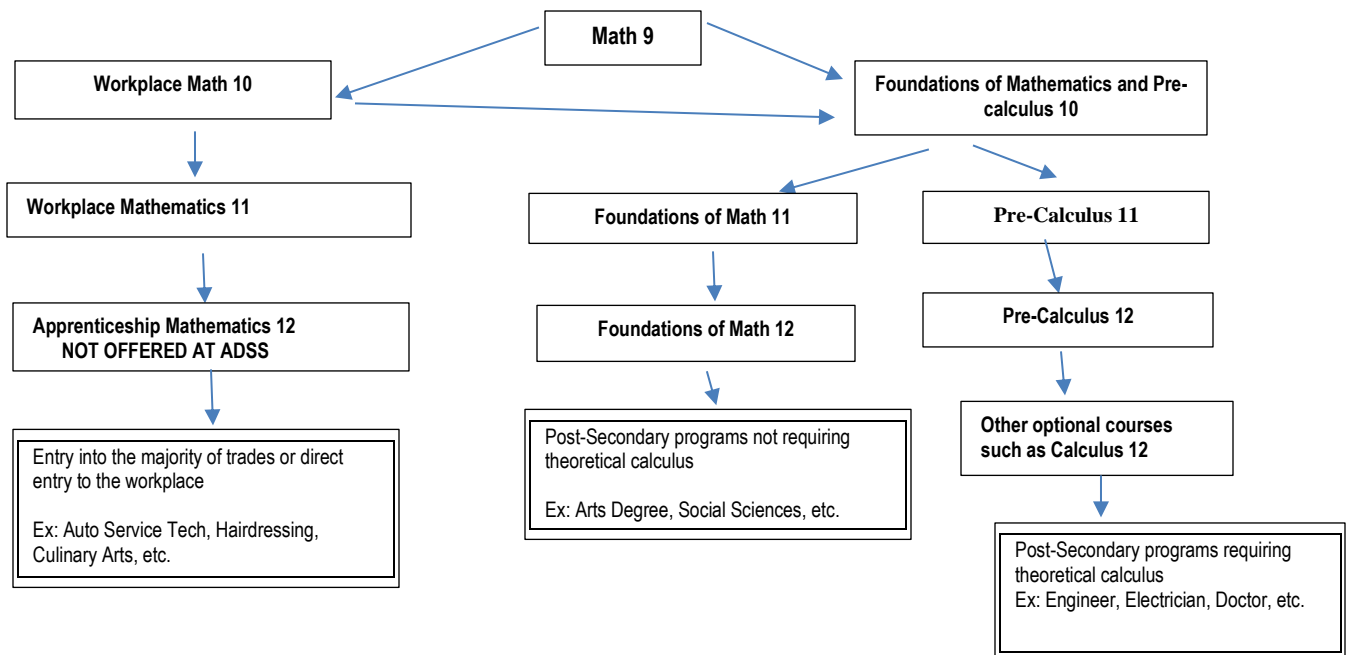 Math 9
Workplace Math 10
Foundations of Mathematics and Pre-
calculus 10
Workplace Mathematics 11
Foundations of Math 11
Pre-Calculus 11
Apprenticeship Mathematics 12
NOT OFFERED AT ADSS
Foundations of Math 12
Pre-Calculus 12
Entry into the majority of trades or direct
entry to the workplace
Ex: Auto Service Tech, Hairdressing,
Culinary Arts, etc.
Post-Secondary programs not requiring
theoretical calculus
Ex: Arts Degree, Social Sciences, etc.
Other optional courses
such as Calculus 12
Post-Secondary programs requiring
theoretical calculus
Ex: Engineer, Electrician, Doctor, etc.